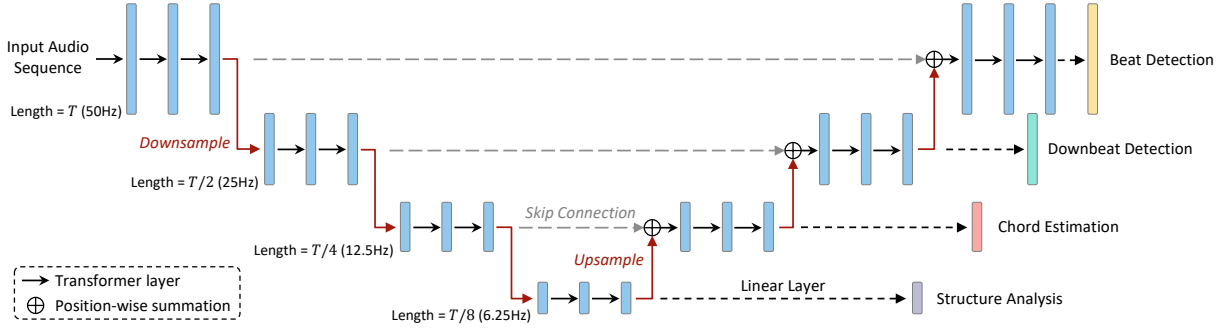 Input Audio
Sequence
Beat Detection
Length = T (50Hz)
Downsample
Downbeat Detection
Length = T/2 (25Hz)
Skip Connection
Chord Estimation
Length = T/4 (12.5Hz)
Upsample
Transformer layer
Position-wise summation
Linear Layer
Structure Analysis
Length = T/8 (6.25Hz)